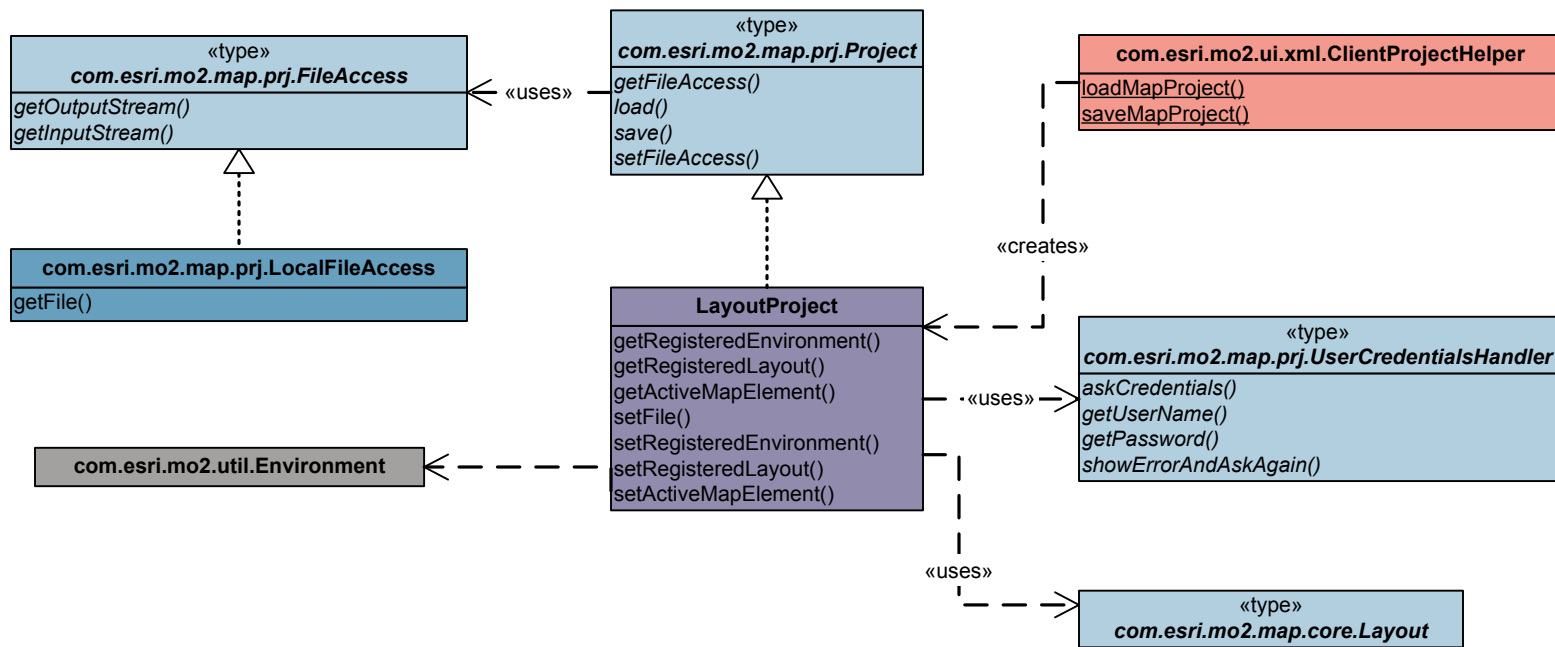 «type»
com.esri.mo2.map.prj.FileAccess
getOutputStream()
getInputStream()
«uses»
«type»
com.esri.mo2.map.prj.Project
getFileAccess()
load()
save()
setFileAccess()
com.esri.mo2.ui.xml.ClientProjectHelper
loadMapProject()
saveMapProject()
«creates»
com.esri.mo2.map.prj.LocalFileAccess
getFile()
LayoutProject
getRegisteredEnvironment()
getRegisteredLayout()
getActiveMapElement()
setFile()
setRegisteredEnvironment()
setRegisteredLayout()
setActiveMapElement()
«uses»
«type»
com.esri.mo2.map.prj.UserCredentialsHandler
askCredentials()
getUserName()
getPassword()
showErrorAndAskAgain()
com.esri.mo2.util.Environment
«uses»
«type»
com.esri.mo2.map.core.Layout